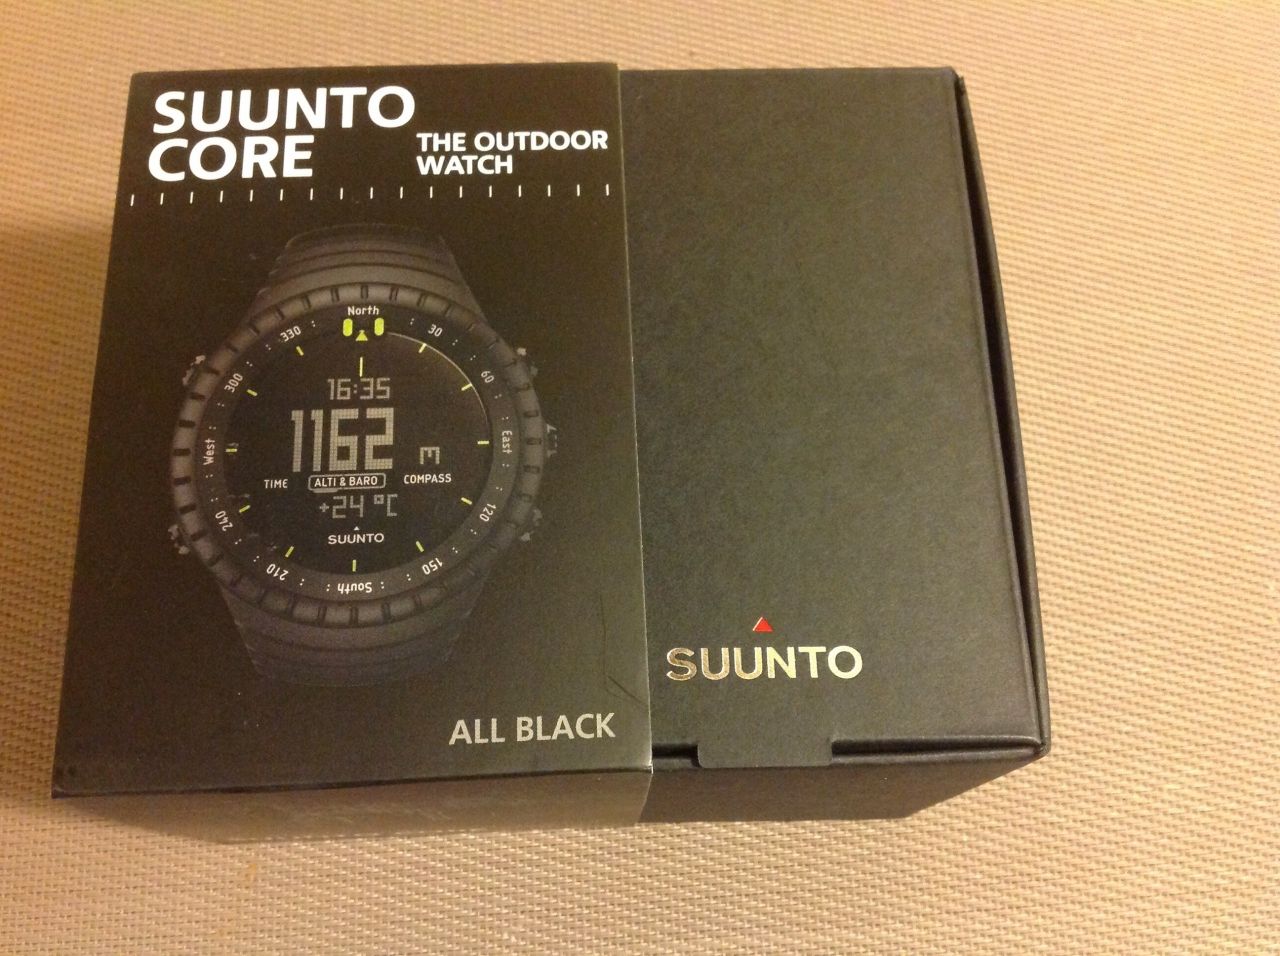 SUUNTO
CORE
THE OUTDOOR
WATCH
North
330
30
300
60
16:35
1162
m
West
East
TIME
ALTI & BARO
COMPASS
+24 °C
240
120
SUUNTO
210
150
South
SUUNTO
ALL BLACK